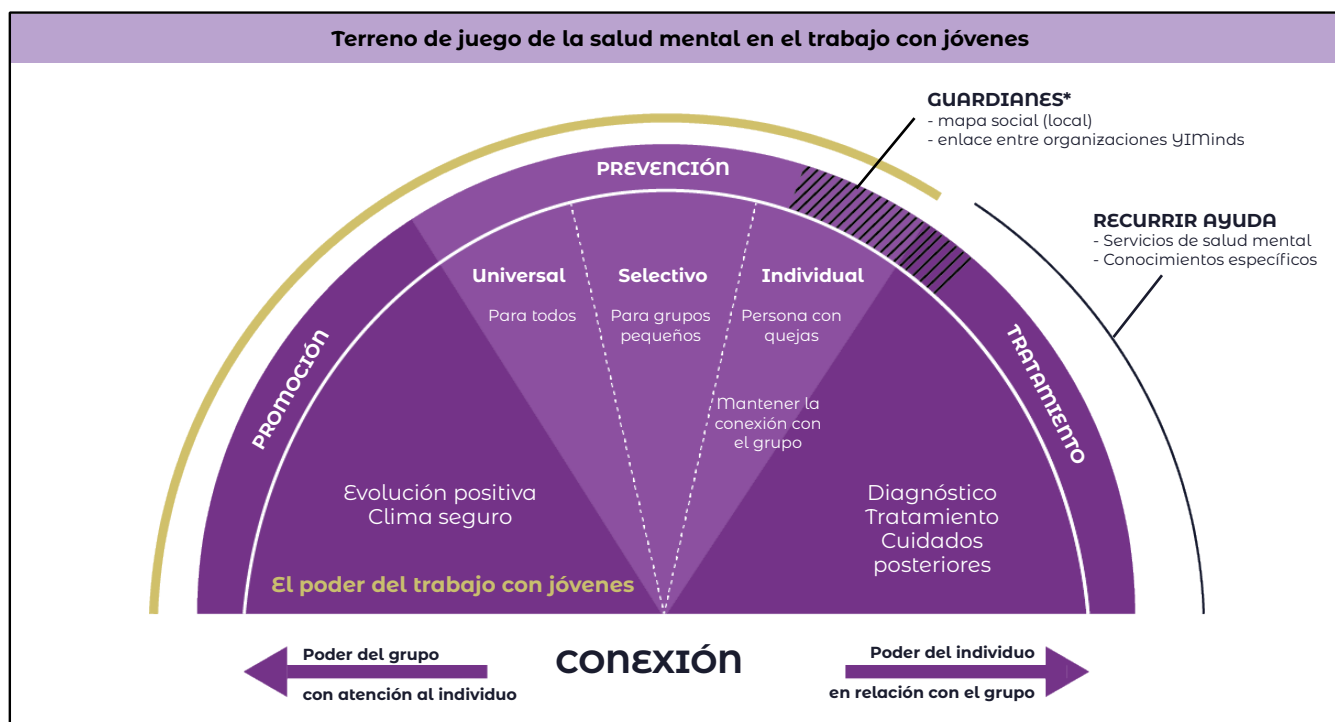 Terreno de juego de la salud mental en el trabajo con jóvenes
GUARDIANES*
- mapa social (local)
- enlace entre organizaciones YIMinds
PREVENCIÓN
RECURRIR AYUDA
- Servicios de salud mental
- Conocimientos específicos
Universal
Para todos
Selectivo
Para grupos
pequeños
Individual
Persona con
quejas
Mantener la
conexión con
el grupo
PROMOCIÓN
TRATAMIENTO
Evolución positiva
Clima seguro
Diagnóstico
Tratamiento
Cuidados
posteriores
El poder del trabajo con jóvenes
Poder del grupo
con atención al individuo
CONEXIÓN
Poder del individuo
en relación con el grupo